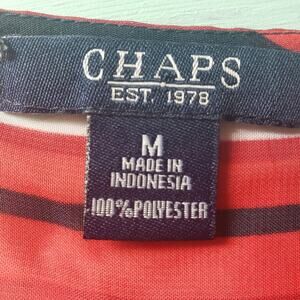 CHAPS
EST. 1978
M
MADE IN
INDONESIA
100%POLYESTER